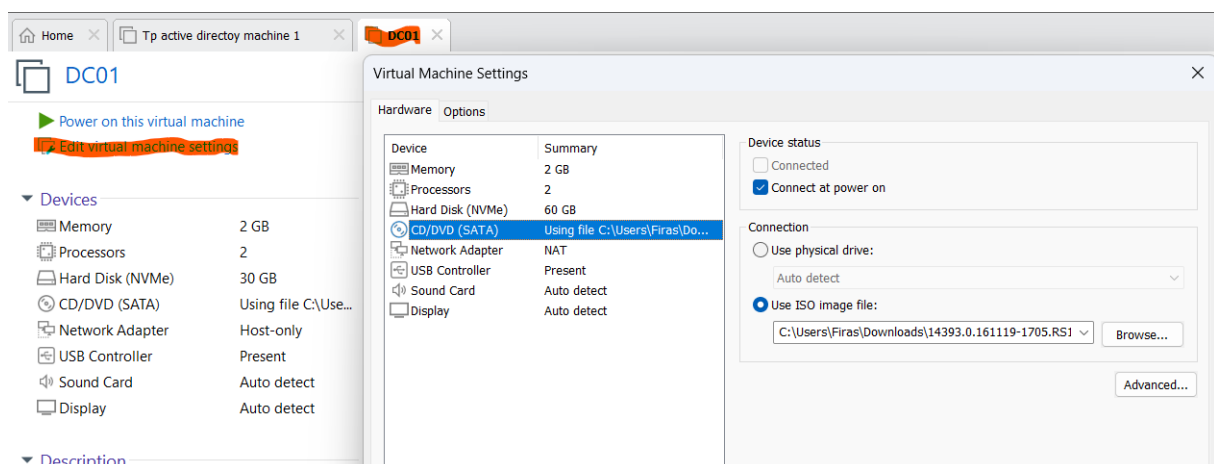 Home
Tp active directoy machine 1
DC01
DC01
Power on this virtual machine
Edit virtual machine settings
Devices
Memory 2 GB
Processors 2
Hard Disk (NVMe) 30 GB
CD/DVD (SATA) Using file C:\Use...
Network Adapter Host-only
USB Controller Present
Sound Card Auto detect
Display Auto detect
Description
Virtual Machine Settings
Hardware Options
Device Summary
Memory 2 GB
Processors 2
Hard Disk (NVMe) 60 GB
CD/DVD (SATA) Using file C:\Users\Firas\Do...
Network Adapter NAT
USB Controller Present
Sound Card Auto detect
Display Auto detect
Device status
Connected
Connect at power on
Connection
Use physical drive:
Auto detect
Use ISO image file:
C:\Users\Firas\Downloads\14393.0.161119-1705.RS1
Browse...
Advanced...